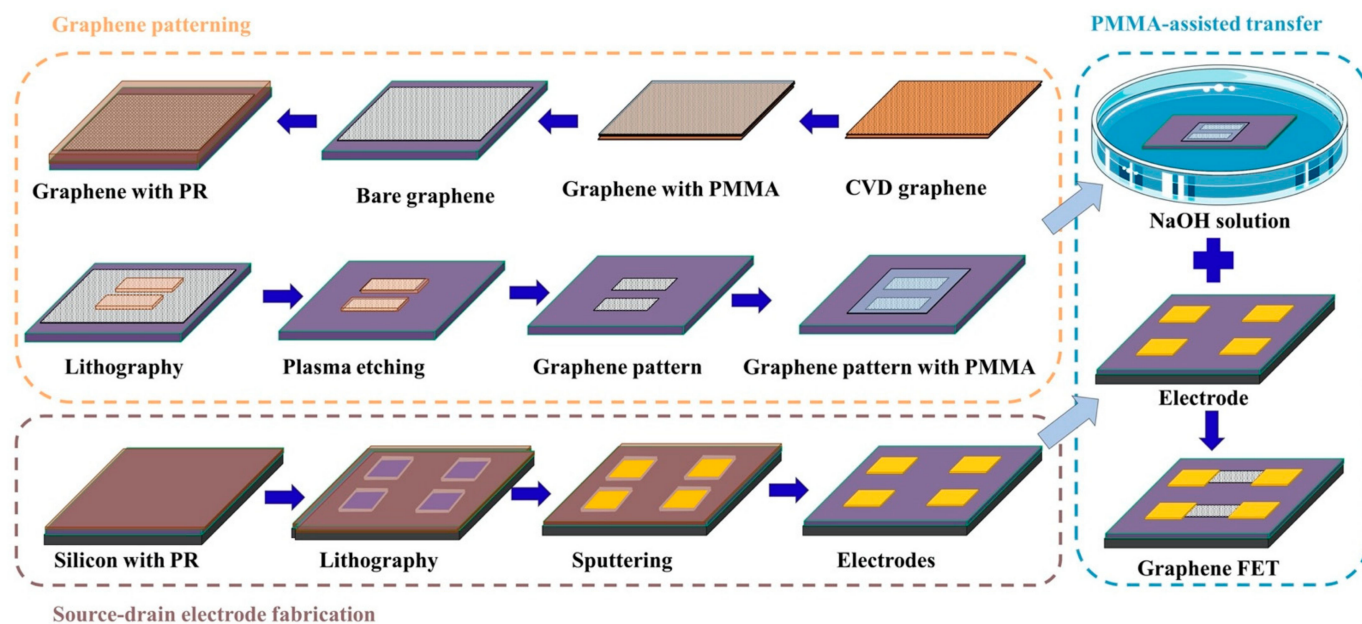 Graphene patterning
PMMA-assisted transfer
Graphene with PR
Bare graphene
Graphene with PMMA
CVD graphene
NaOH solution
Lithography
Plasma etching
Graphene pattern
Graphene pattern with PMMA
Electrode
Silicon with PR
Lithography
Sputtering
Electrodes
Graphene FET
Source-drain electrode fabrication